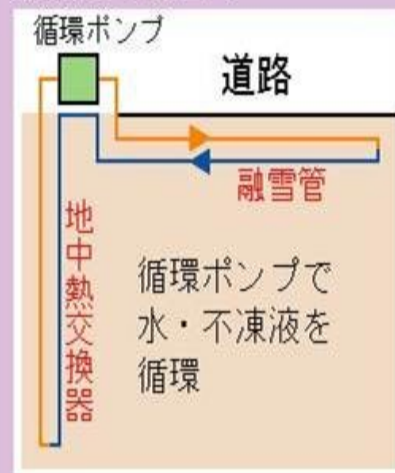 循環ポンプ
道路
融雪管
地中熱交換器
循環ポンプで
水・不凍液を
循環